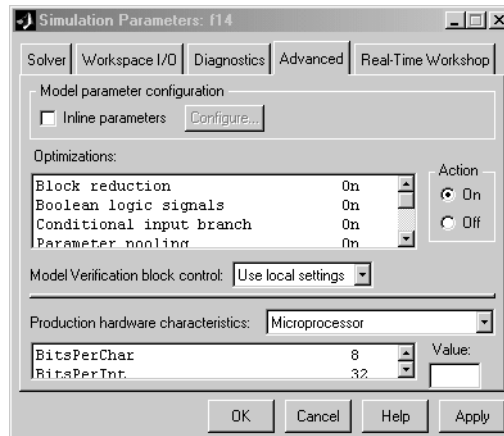 Simulation Parameters: f14
Solver Workspace I/O Diagnostics Advanced Real-Time Workshop
Model parameter configuration
Inline parameters Configure...
Optimizations:
Action
Block reduction On
Boolean logic signals On
Conditional input branch On
Parameter pooling On
On
Off
Model Verification block control: Use local settings
Production hardware characteristics: Microprocessor
Value:
BitsPerChar 8
BitsPerInt 32
OK Cancel Help Apply